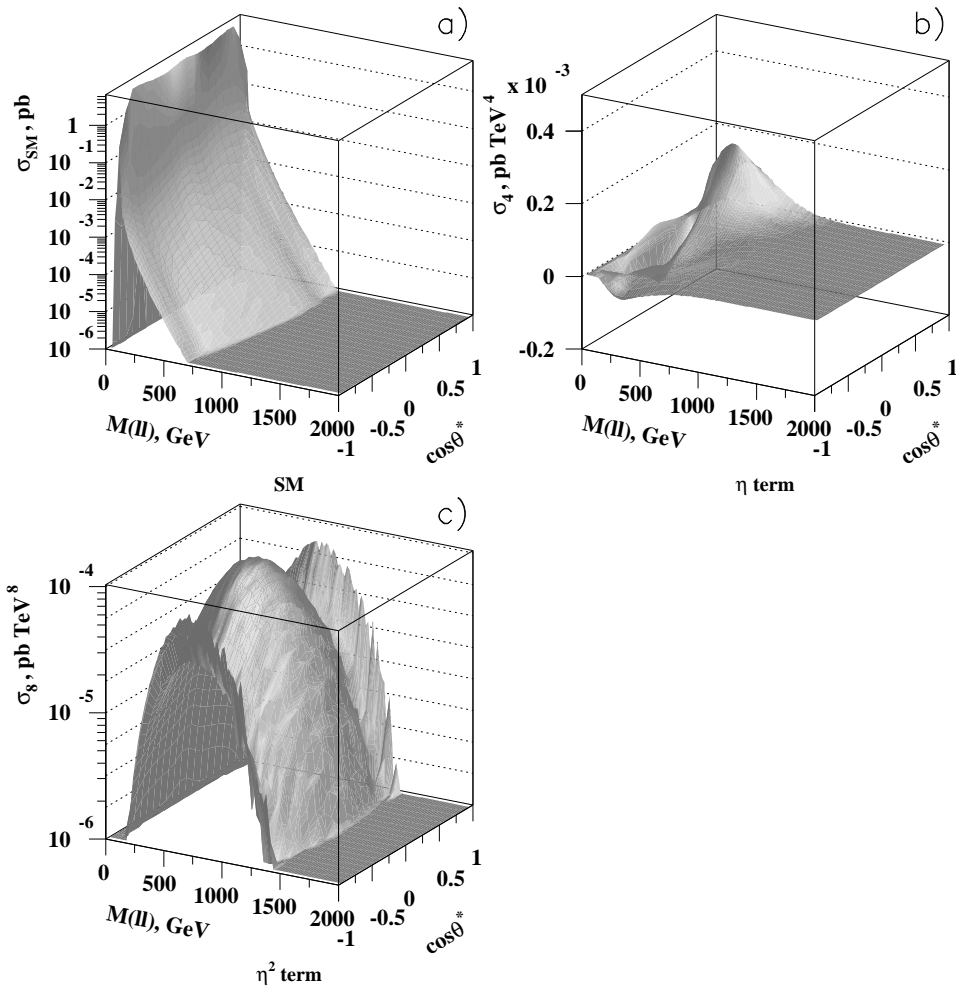 a)
σSM, pb
1
10 -1
10 -2
10 -3
10 -4
10 -5
10 -6
0
500
1000
1500
2000
M(ll), GeV
-1
-0.5
0
0.5
1
cosθ*
SM
b)
x 10 -3
σ4, pb TeV4
0.4
0.2
0
-0.2
0
500
1000
1500
2000
M(ll), GeV
-1
-0.5
0
0.5
1
cosθ*
η term
c)
σ8, pb TeV8
10 -4
10 -5
10 -6
0
500
1000
1500
2000
M(ll), GeV
-1
-0.5
0
0.5
1
cosθ*
η2 term